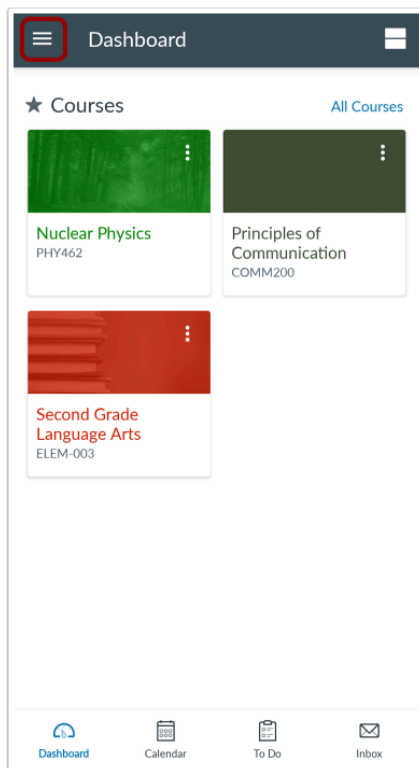 Dashboard
★ Courses
All Courses
Nuclear Physics
PHY462
Principles of
Communication
COMM200
Second Grade
Language Arts
ELEM-003
Dashboard
Calendar
To Do
Inbox